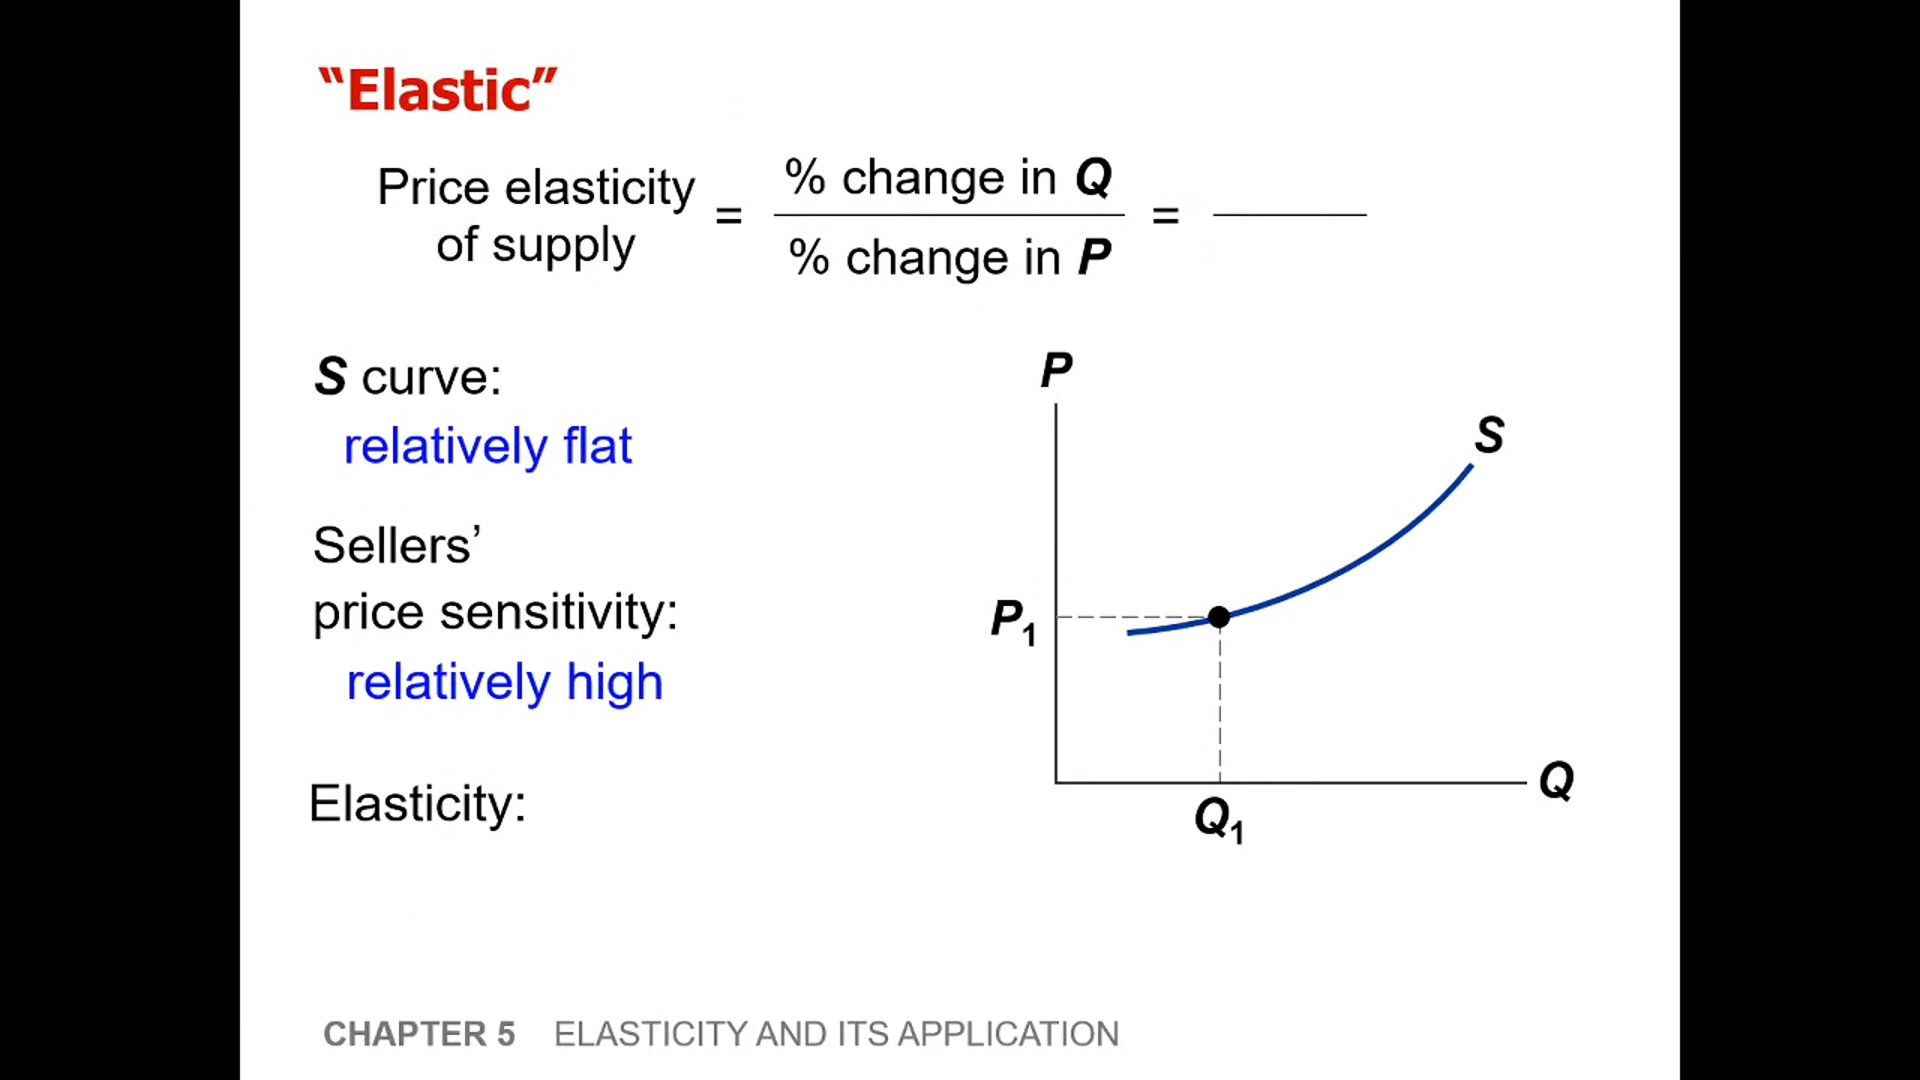 “Elastic”
Price elasticity
of supply
=
% change in Q
% change in P
=
S curve:
relatively flat
Sellers’
price sensitivity:
relatively high
Elasticity:
P
S
P1
Q
Q1
CHAPTER 5 ELASTICITY AND ITS APPLICATION